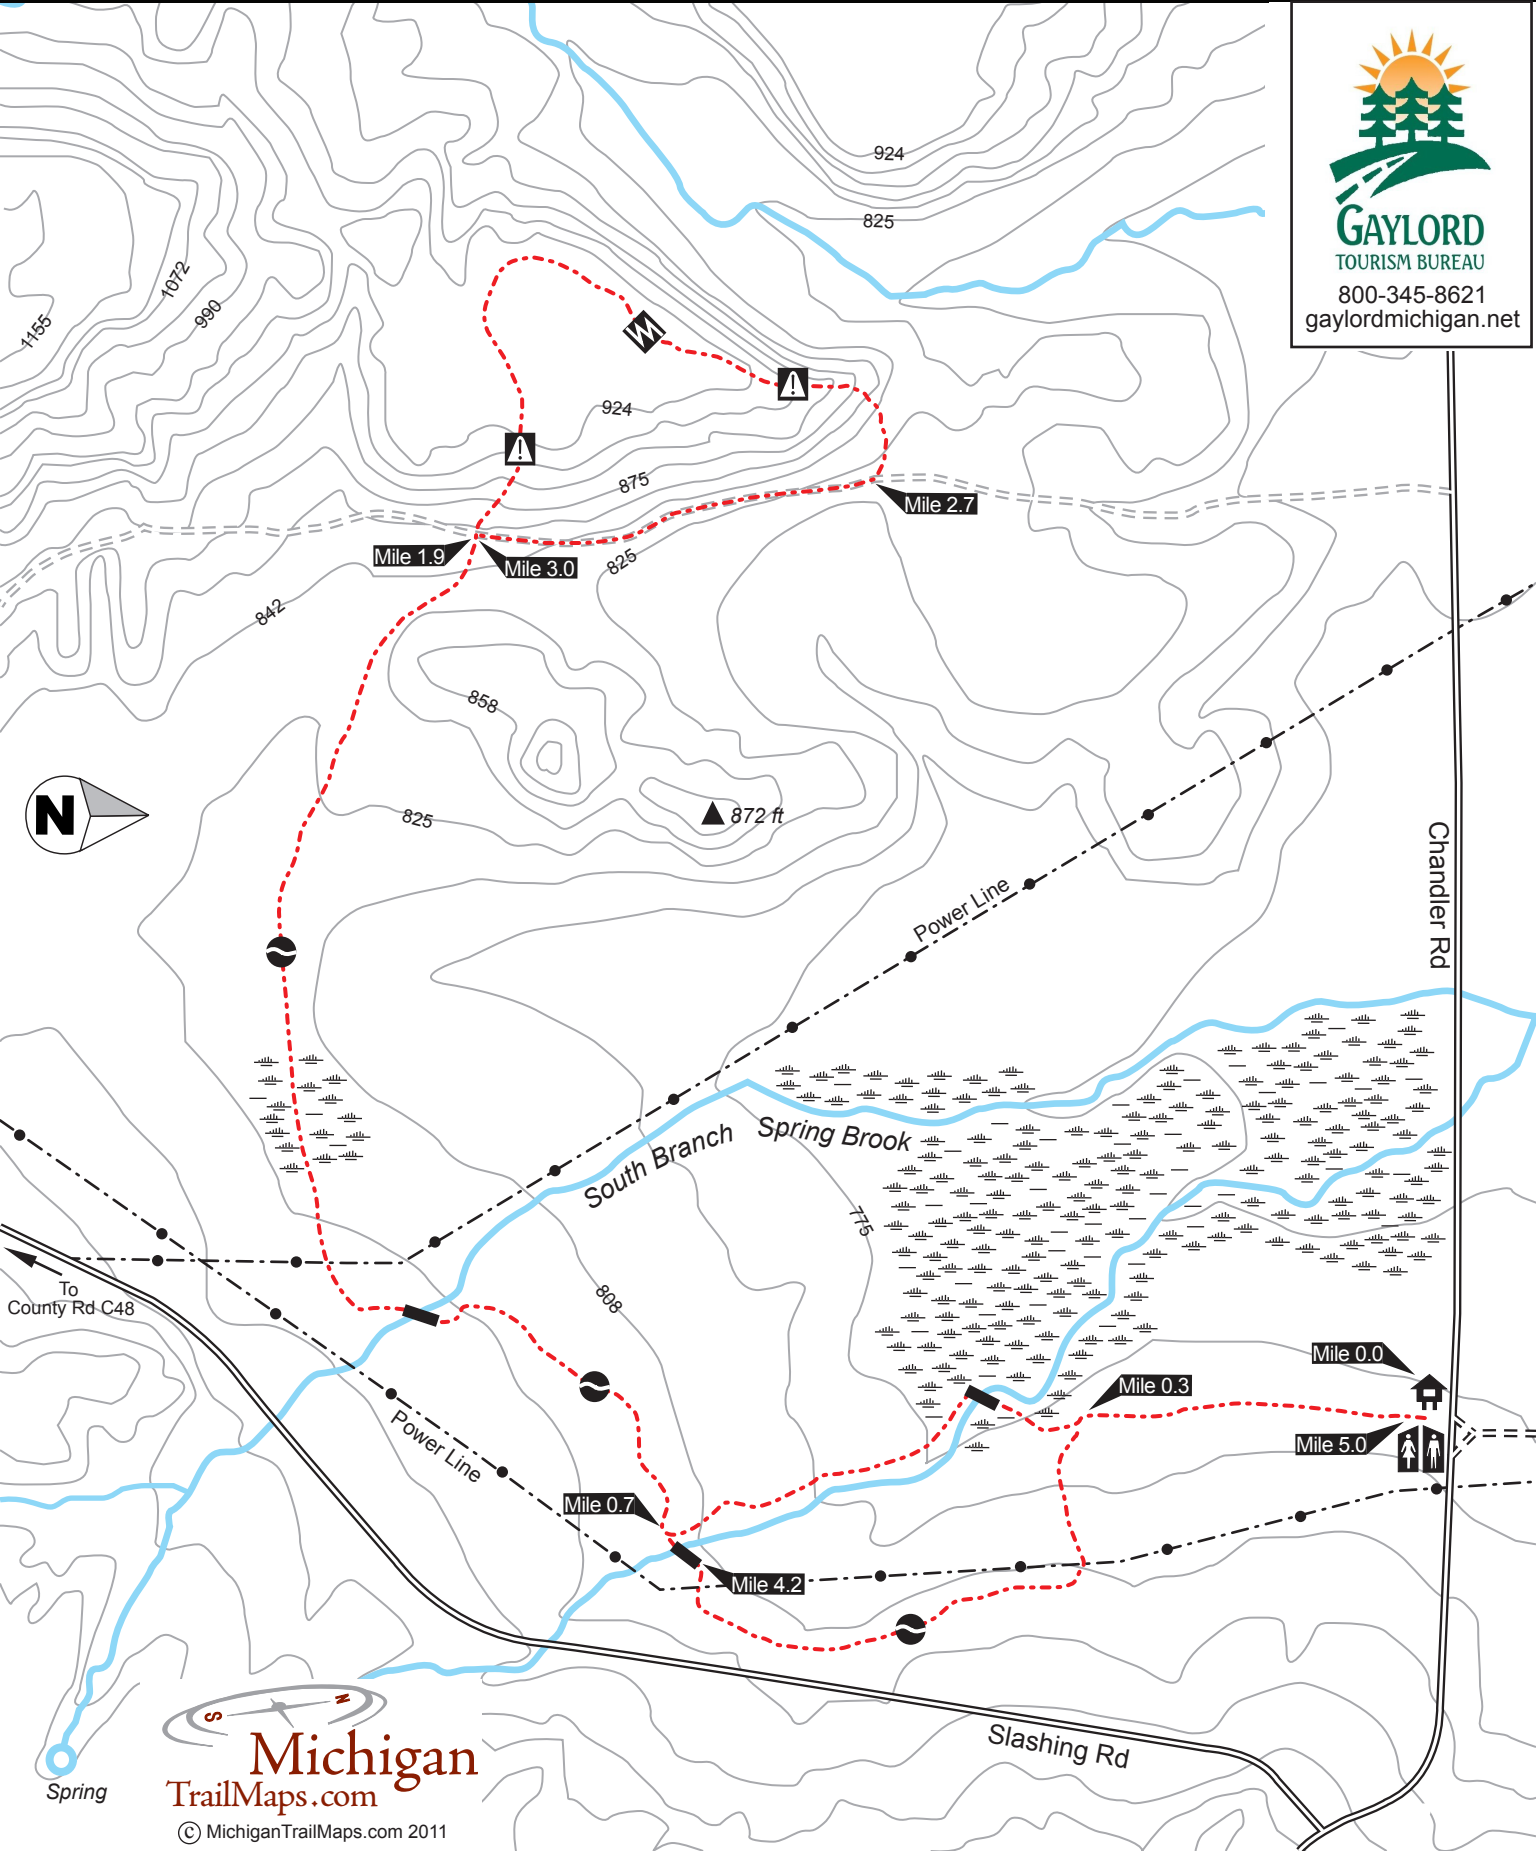 GAYLORD
TOURISM BUREAU
800-345-8621
gaylordmichigan.net
924
825
1072
990
1155
924
875
Mile 2.7
Mile 1.9
Mile 3.0
825
842
858
872 ft
825
N
Chandler Rd
Power Line
South Branch
Spring Brook
775
808
To
County Rd C48
Mile 0.0
Mile 0.3
Mile 5.0
Power Line
Mile 0.7
Mile 4.2
Slashing Rd
Spring
S
N
Michigan
TrailMaps.com
© MichiganTrailMaps.com 2011